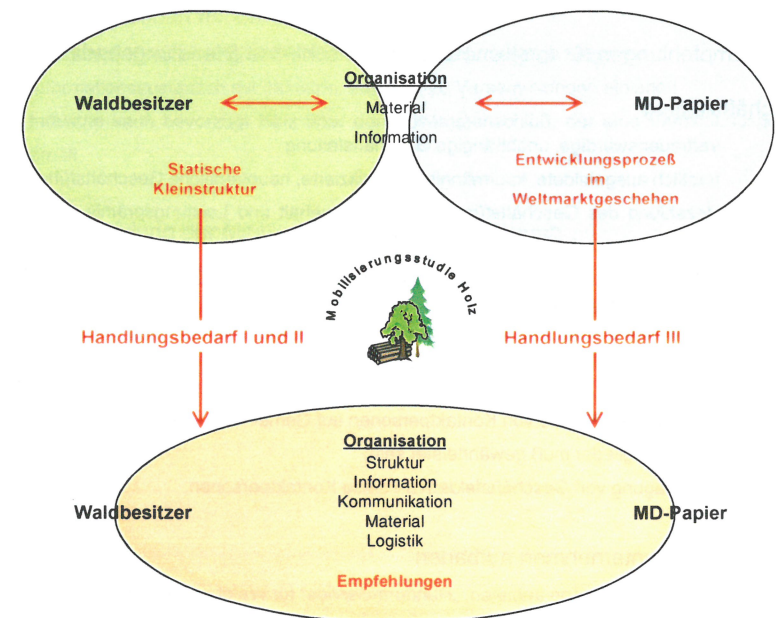 Organisation
Waldbesitzer
Material
MD-Papier
Information
Statische
Kleinstruktur
Entwicklungsprozeß
im
Weltmarktgeschehen
Mobilisierungsstudie Holz
Handlungsbedarf I und II
Handlungsbedarf III
Organisation
Struktur
Information
Kommunikation
Waldbesitzer
Material
MD-Papier
Logistik
Empfehlungen